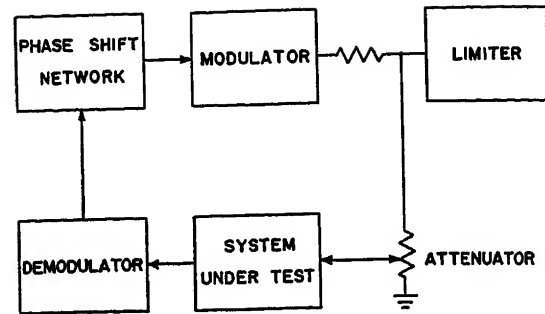 PHASE SHIFT
NETWORK
MODULATOR
LIMITER
DEMODULATOR
SYSTEM
UNDER TEST
ATTENUATOR